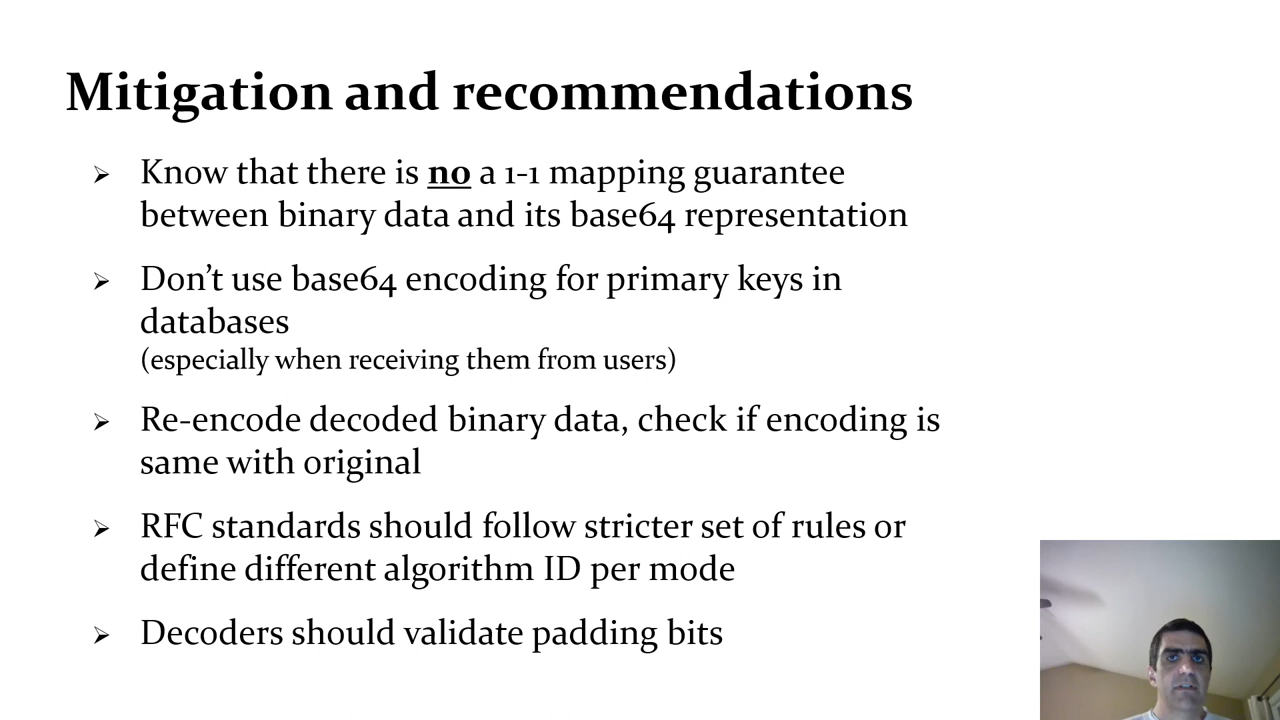 Mitigation and recommendations
➢ Know that there is no a 1-1 mapping guarantee
between binary data and its base64 representation
➢ Don’t use base64 encoding for primary keys in
databases
(especially when receiving them from users)
➢ Re-encode decoded binary data, check if encoding is
same with original
➢ RFC standards should follow stricter set of rules or
define different algorithm ID per mode
➢ Decoders should validate padding bits